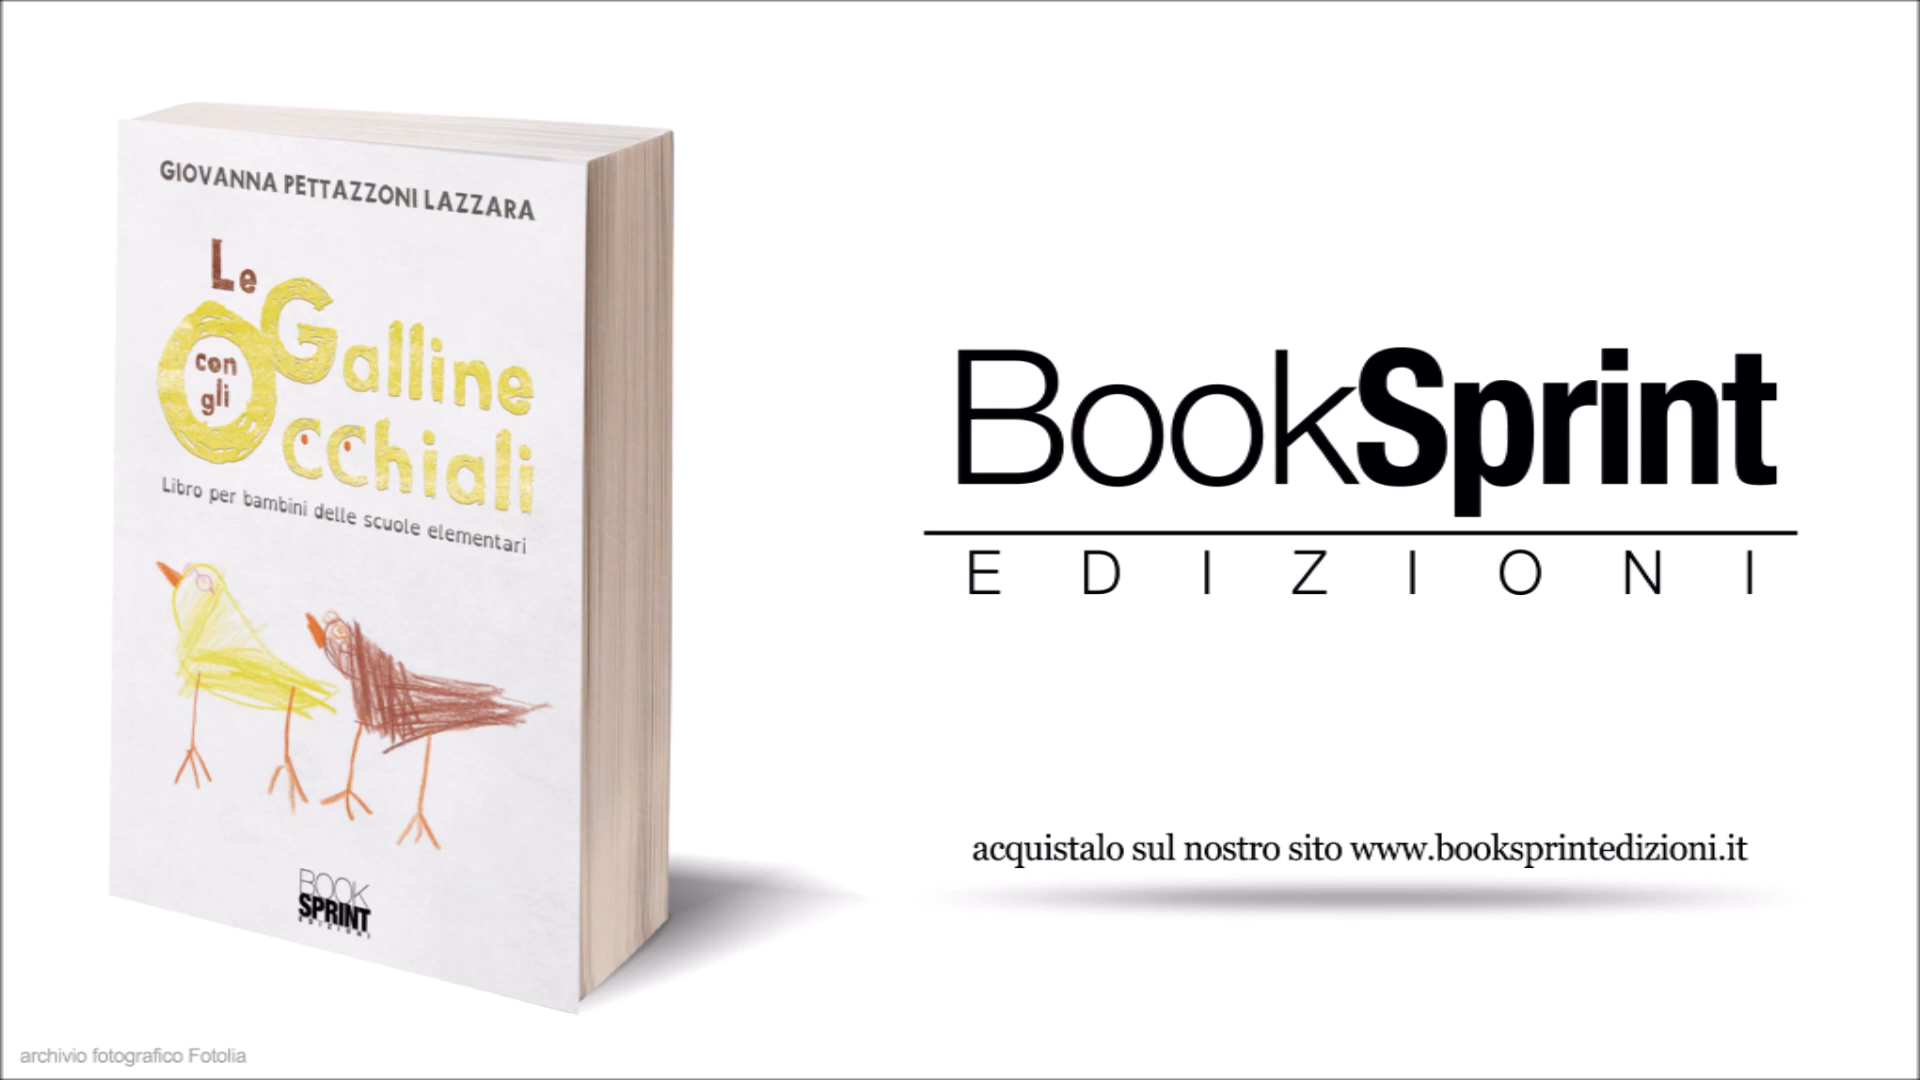 GIOVANNA PETTAZZONI LAZZARA
Le
Galline
con
gli
Occhiali
Libro per bambini delle scuole elementari
BOOK
SPRINT
EDIZIONI
BookSprint
EDIZIONI
acquistalo sul nostro sito www.booksprintedizioni.it
archivio fotografico Fotolia